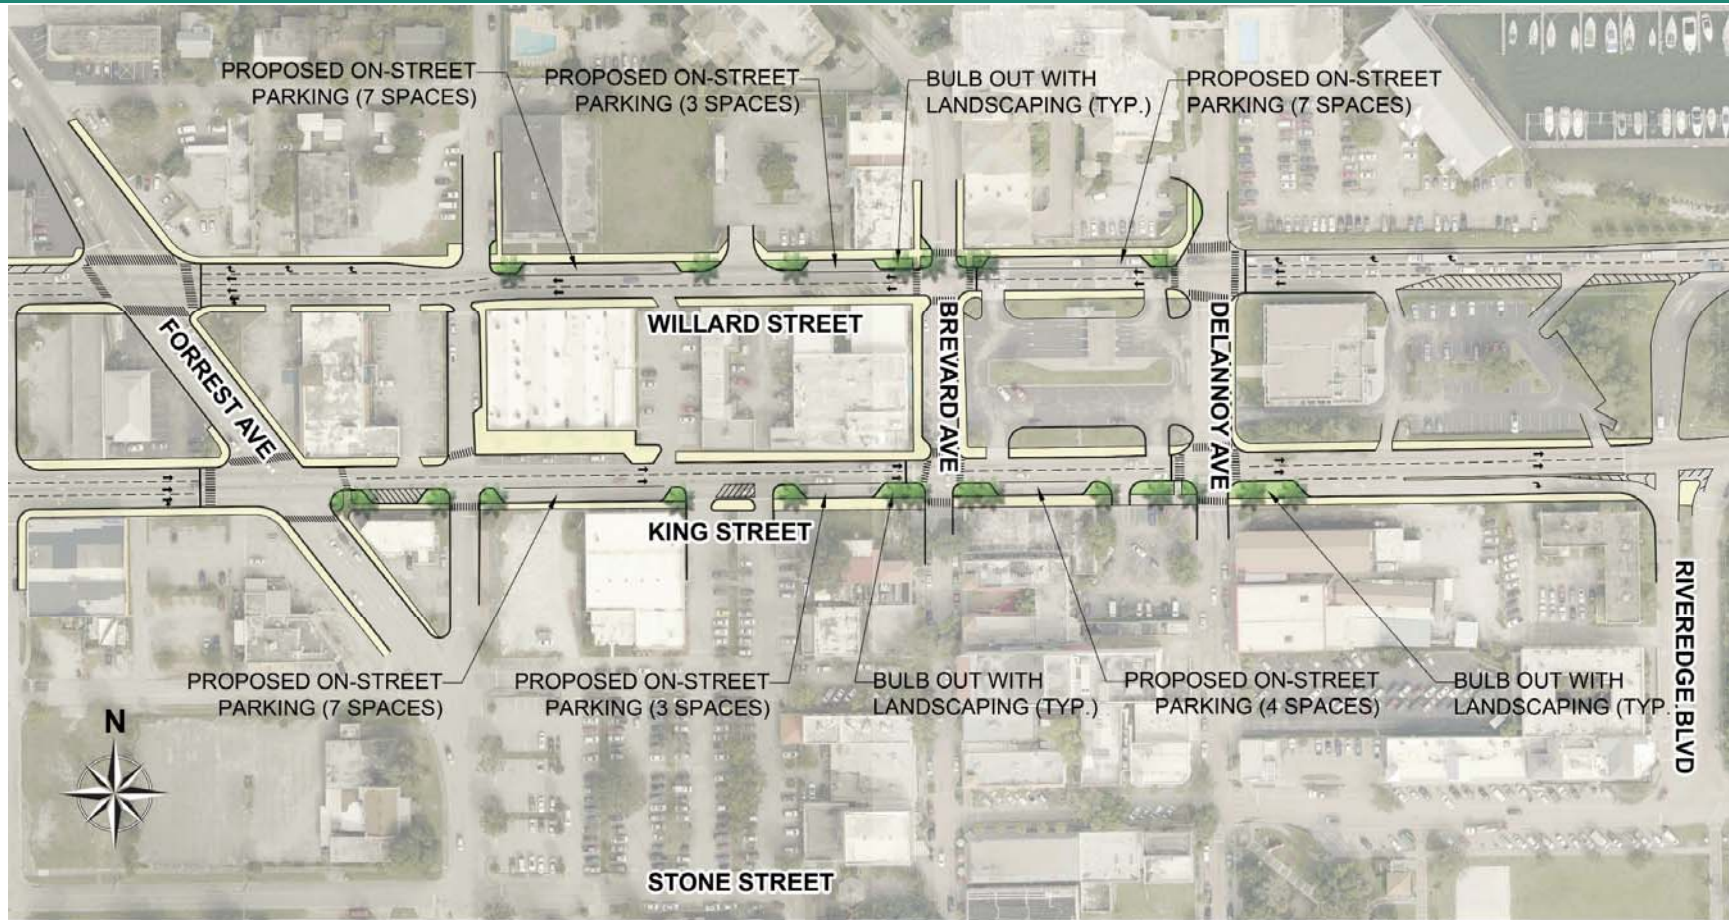 PROPOSED ON-STREET
PARKING (7 SPACES)
PROPOSED ON-STREET
PARKING (3 SPACES)
BULB OUT WITH
LANDSCAPING (TYP.)
PROPOSED ON-STREET
PARKING (7 SPACES)
WILLARD STREET
FORREST AVE
BREVARD AVE
DELANNOY AVE
KING STREET
RIVEREDGE BLVD
PROPOSED ON-STREET
PARKING (7 SPACES)
PROPOSED ON-STREET
PARKING (3 SPACES)
BULB OUT WITH
LANDSCAPING (TYP.)
PROPOSED ON-STREET
PARKING (4 SPACES)
BULB OUT WITH
LANDSCAPING (TYP.
N
STONE STREET